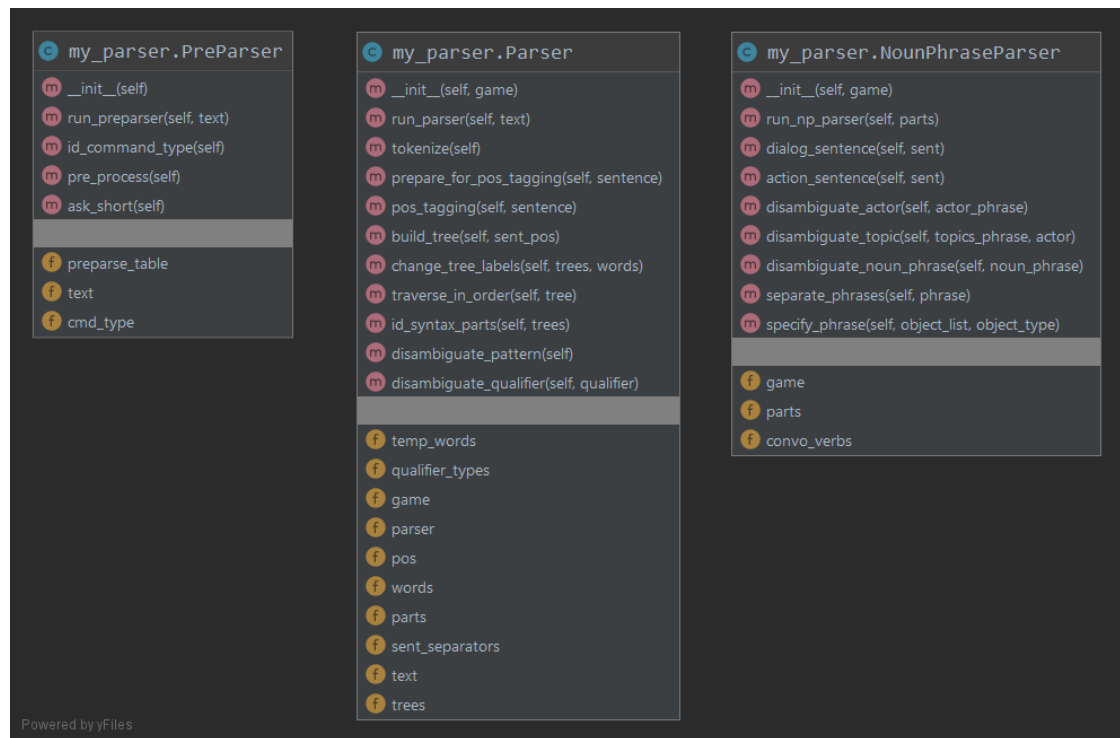 my_parser.PreParser
__init__(self)
run_preparser(self, text)
id_command_type(self)
pre_process(self)
ask_short(self)
preparse_table
text
cmd_type
my_parser.Parser
__init__(self, game)
run_parser(self, text)
tokenize(self)
prepare_for_pos_tagging(self, sentence)
pos_tagging(self, sentence)
build_tree(self, sent_pos)
change_tree_labels(self, trees, words)
traverse_in_order(self, tree)
id_syntax_parts(self, trees)
disambiguate_pattern(self)
disambiguate_qualifier(self, qualifier)
temp_words
qualifier_types
game
parser
pos
words
parts
sent_separators
text
trees
my_parser.NounPhraseParser
__init__(self, game)
run_np_parser(self, parts)
dialog_sentence(self, sent)
action_sentence(self, sent)
disambiguate_actor(self, actor_phrase)
disambiguate_topic(self, topics_phrase, actor)
disambiguate_noun_phrase(self, noun_phrase)
separate_phrases(self, phrase)
specify_phrase(self, object_list, object_type)
game
parts
convo_verbs
Powered by yFiles